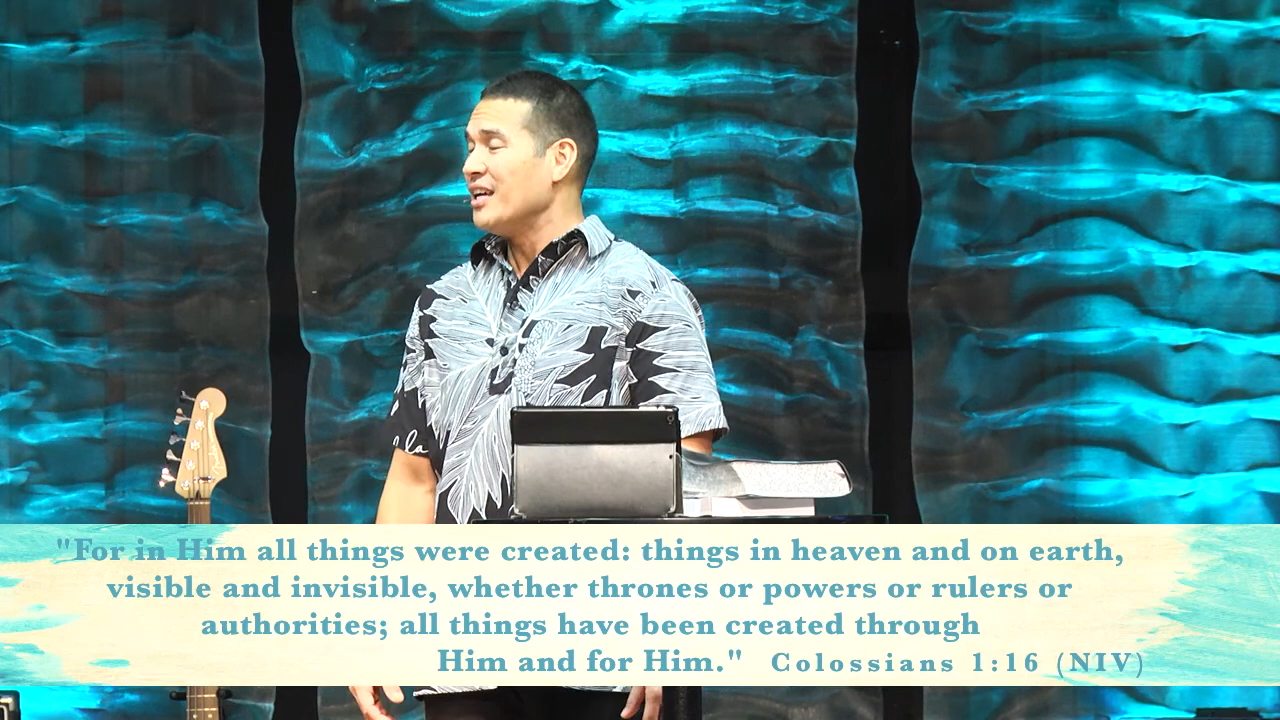 "For in Him all things were created: things in heaven and on earth,
visible and invisible, whether thrones or powers or rulers or
authorities; all things have been created through
Him and for Him." Colossians 1:16 (NIV)